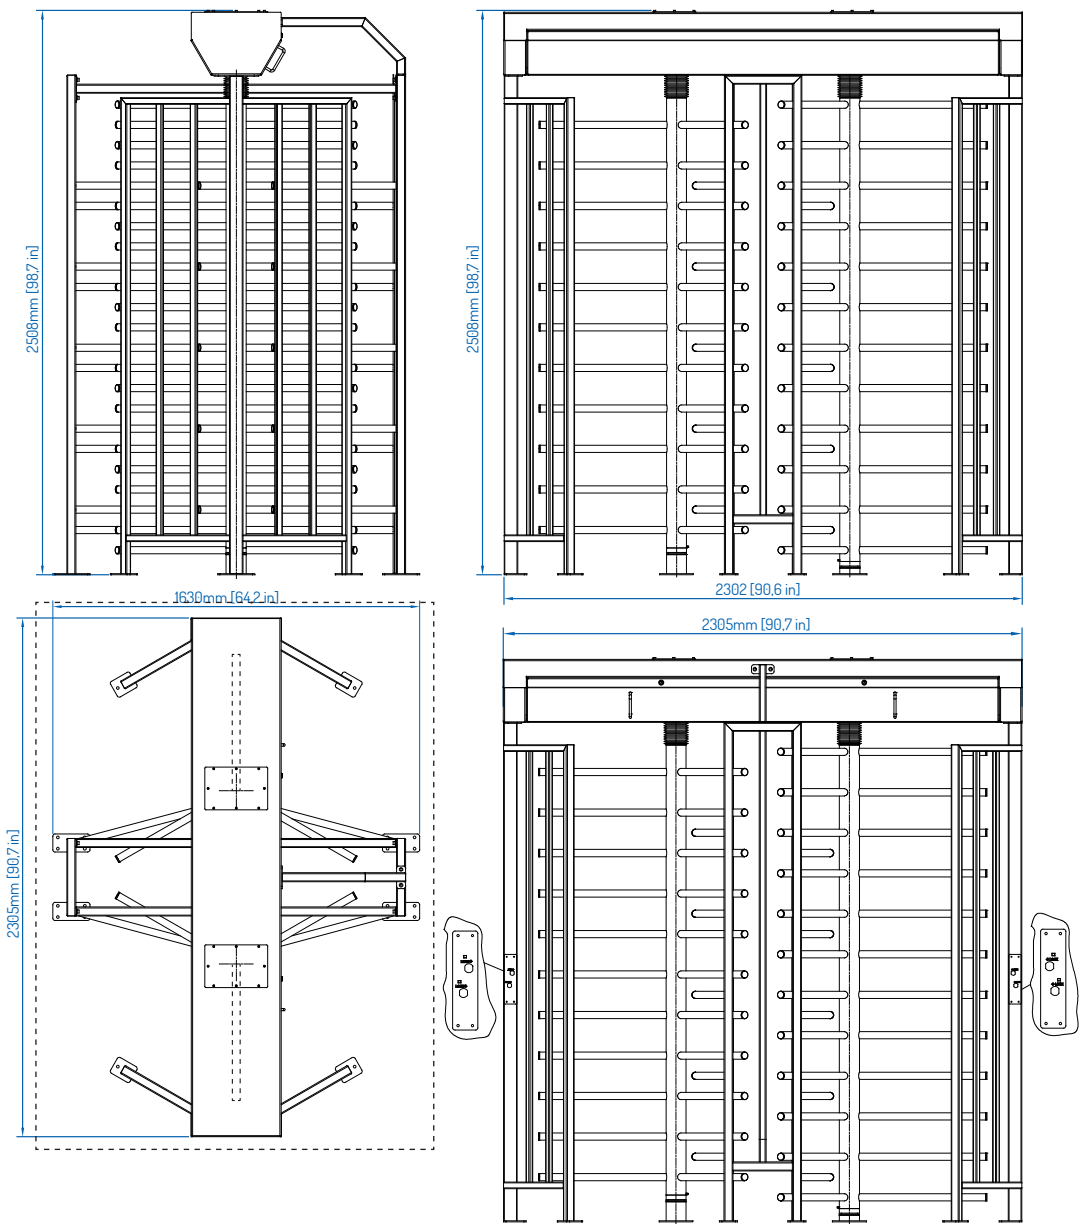 2508mm [98,7 in]
2508mm [98,7 in]
2302 [90,6 in]
1630mm [64,2 in]
2305mm [90,7 in]
2305mm [90,7 in]